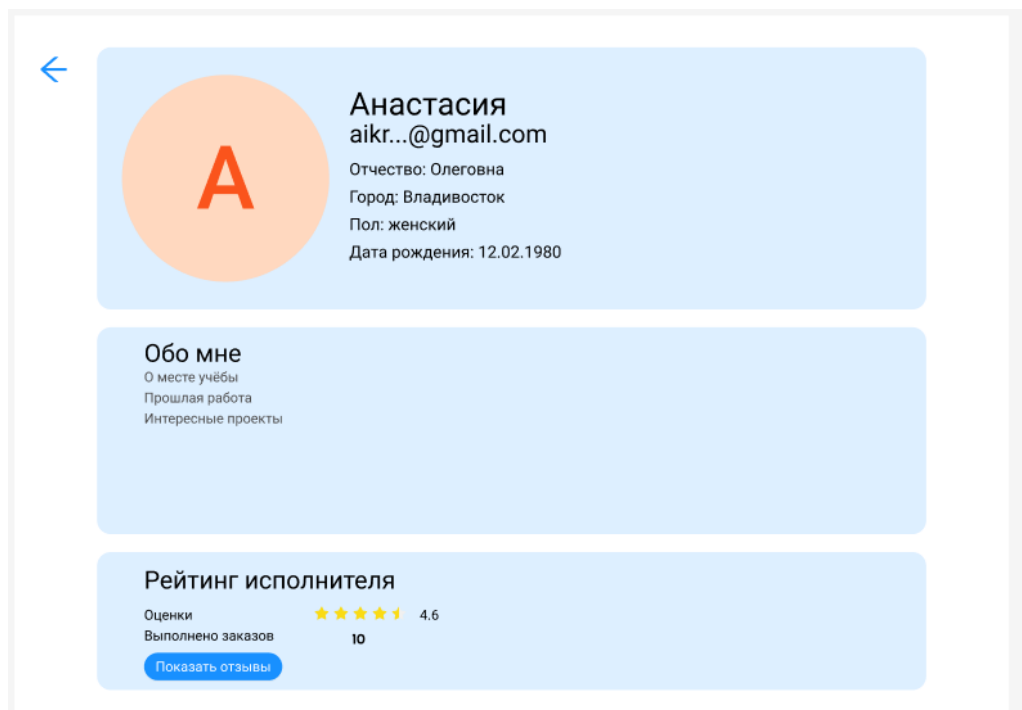 А
Анастасия
aikr...@gmail.com
Отчество: Олеговна
Город: Владивосток
Пол: женский
Дата рождения: 12.02.1980
Обо мне
О месте учёбы
Прошлая работа
Интересные проекты
Рейтинг исполнителя
Оценки 4.6
Выполнено заказов 10
Показать отзывы